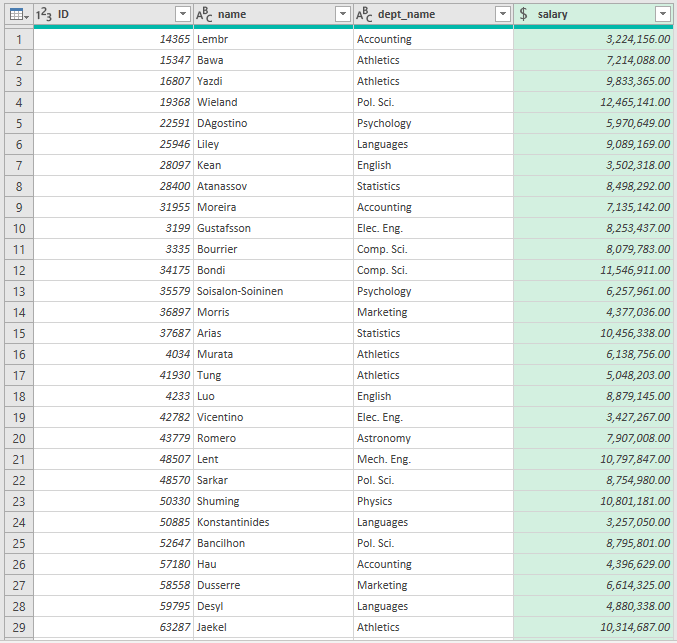 1²3 ID ABC name ABC dept_name $ salary
1 14365 Lembr Accounting 3,224,156.00
2 15347 Bawa Athletics 7,214,088.00
3 16807 Yazdi Athletics 9,833,365.00
4 19368 Wieland Pol. Sci. 12,465,141.00
5 22591 DAgostino Psychology 5,970,649.00
6 25946 Liley Languages 9,089,169.00
7 28097 Kean English 3,502,318.00
8 28400 Atanassov Statistics 8,498,292.00
9 31955 Moreira Accounting 7,135,142.00
10 3199 Gustafsson Elec. Eng. 8,253,437.00
11 3335 Bourrier Comp. Sci. 8,079,783.00
12 34175 Bondi Comp. Sci. 11,546,911.00
13 35579 Soisalon-Soininen Psychology 6,257,961.00
14 36897 Morris Marketing 4,377,036.00
15 37687 Arias Statistics 10,456,338.00
16 4034 Murata Athletics 6,138,756.00
17 41930 Tung Athletics 5,048,203.00
18 4233 Luo English 8,879,145.00
19 42782 Vicentino Elec. Eng. 3,427,267.00
20 43779 Romero Astronomy 7,907,008.00
21 48507 Lent Mech. Eng. 10,797,847.00
22 48570 Sarkar Pol. Sci. 8,754,980.00
23 50330 Shuming Physics 10,801,181.00
24 50885 Konstantinides Languages 3,257,050.00
25 52647 Bancilhon Pol. Sci. 8,795,801.00
26 57180 Hau Accounting 4,396,629.00
27 58558 Dusserre Marketing 6,614,325.00
28 59795 Desyl Languages 4,880,338.00
29 63287 Jaekel Athletics 10,314,687.00